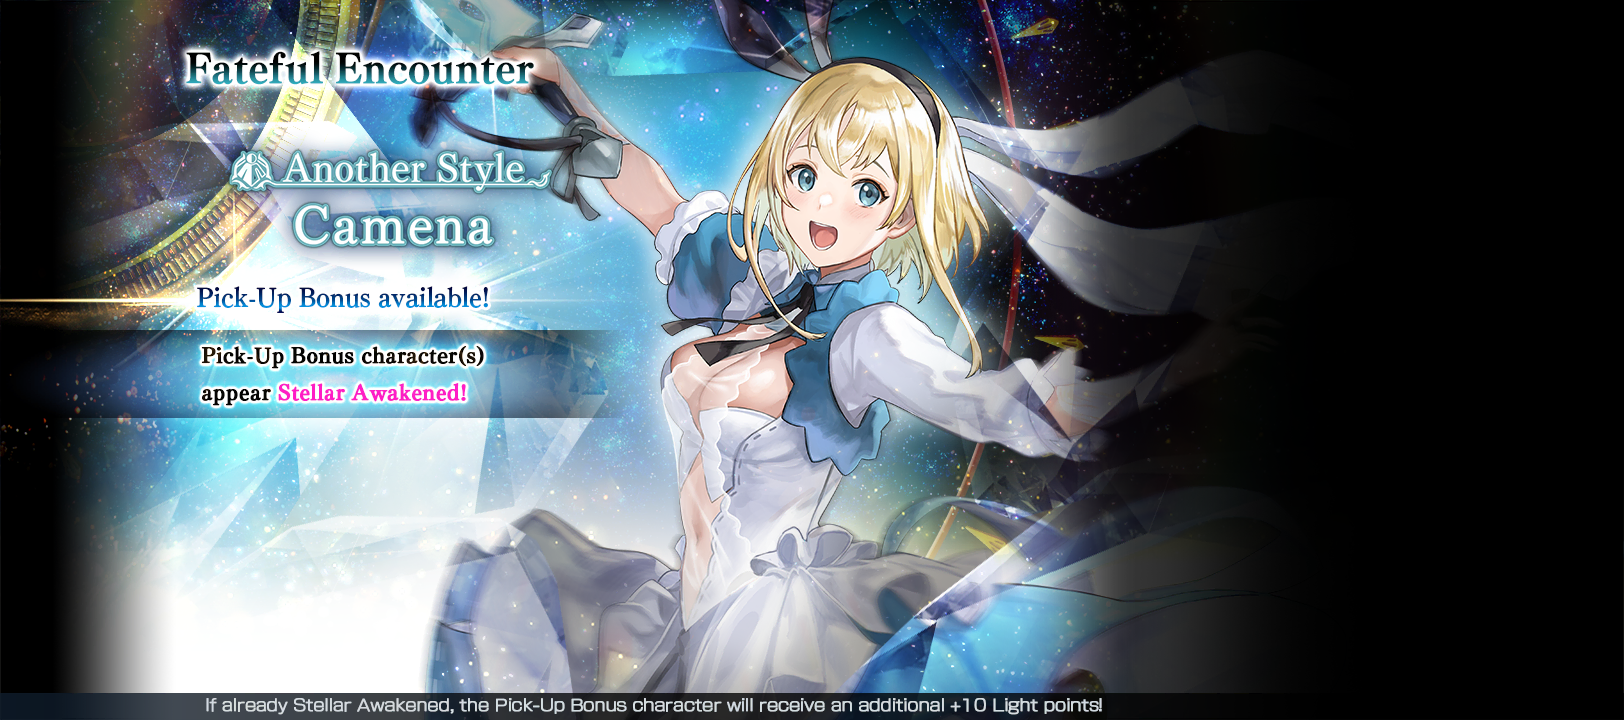 Fateful Encounter
Another Style
Camena
Pick-Up Bonus available!
Pick-Up Bonus character(s)
appear Stellar Awakened!
If already Stellar Awakened, the Pick-Up Bonus character will receive an additional +10 Light points!